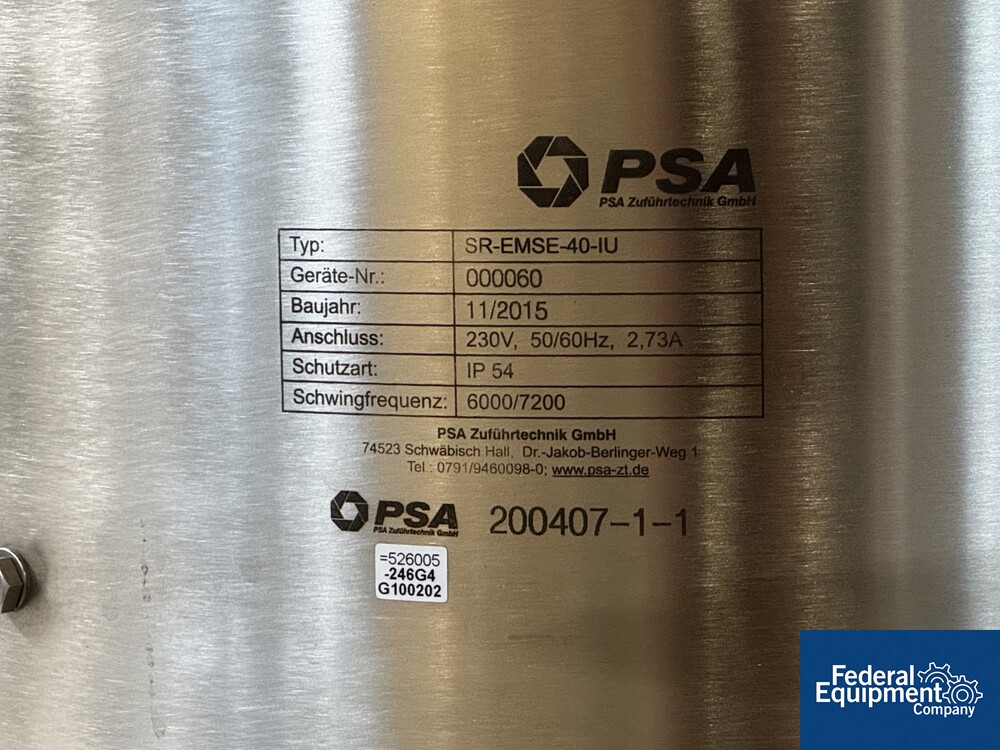 PSA
PSA Zuführtechnik GmbH
Typ: SR-EMSE-40-IU
Geräte-Nr.: 000060
Baujahr: 11/2015
Anschluss: 230V, 50/60Hz, 2,73A
Schutzart: IP 54
Schwingfrequenz: 6000/7200
PSA Zuführtechnik GmbH
74523 Schwäbisch Hall, Dr.-Jakob-Berlinger-Weg 1
Tel.: 0791/9460098-0; www.psa-zt.de
PSA 200407-1-1
PSA Zuführtechnik GmbH
=526005
-246G4
G100202
Federal
Equipment
Company